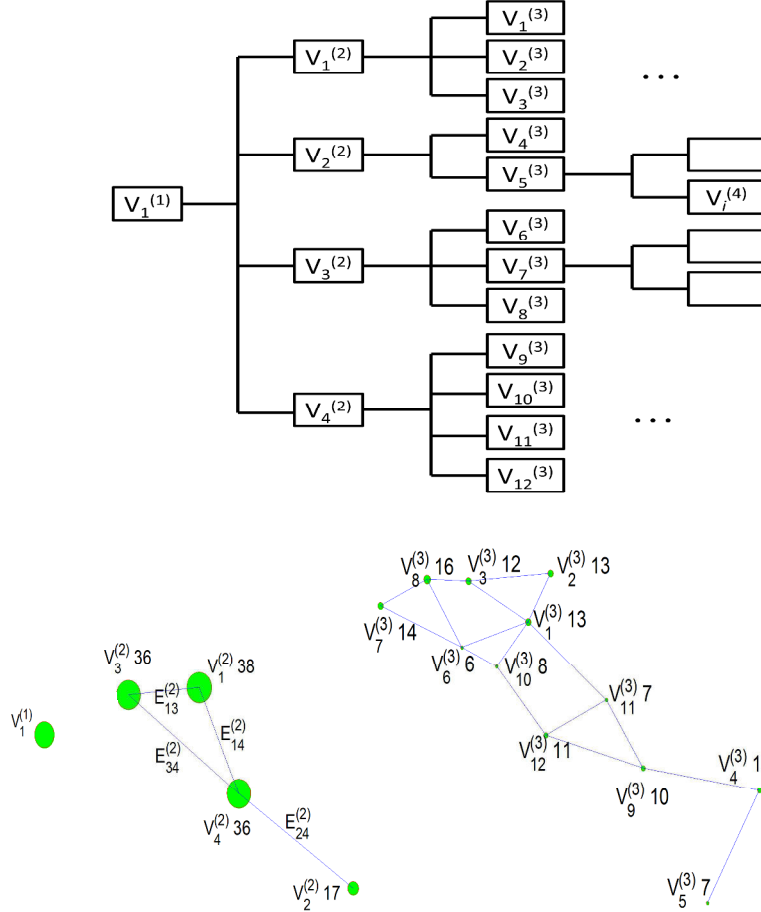 V₁⁽¹⁾
V₁⁽²⁾
V₂⁽²⁾
V₃⁽²⁾
V₄⁽²⁾
V₁⁽³⁾
V₂⁽³⁾
V₃⁽³⁾
V₄⁽³⁾
V₅⁽³⁾
V₆⁽³⁾
V₇⁽³⁾
V₈⁽³⁾
V₉⁽³⁾
V₁₀⁽³⁾
V₁₁⁽³⁾
V₁₂⁽³⁾
...
Vᵢ⁽⁴⁾
...
V₁⁽¹⁾
V₃⁽²⁾ 36
V₁⁽²⁾ 38
E₁₃⁽²⁾
E₁₄⁽²⁾
E₃₄⁽²⁾
V₄⁽²⁾ 36
E₂₄⁽²⁾
V₂⁽²⁾ 17
V₈⁽³⁾ 16
V₃⁽³⁾ 12
V₂⁽³⁾ 13
V₇⁽³⁾ 14
V₆⁽³⁾ 6
V₁⁽³⁾ 13
V₁₀⁽³⁾ 8
V₁₁⁽³⁾ 7
V₁₂⁽³⁾ 11
V₉⁽³⁾ 10
V₄⁽³⁾ 1
V₅⁽³⁾ 7